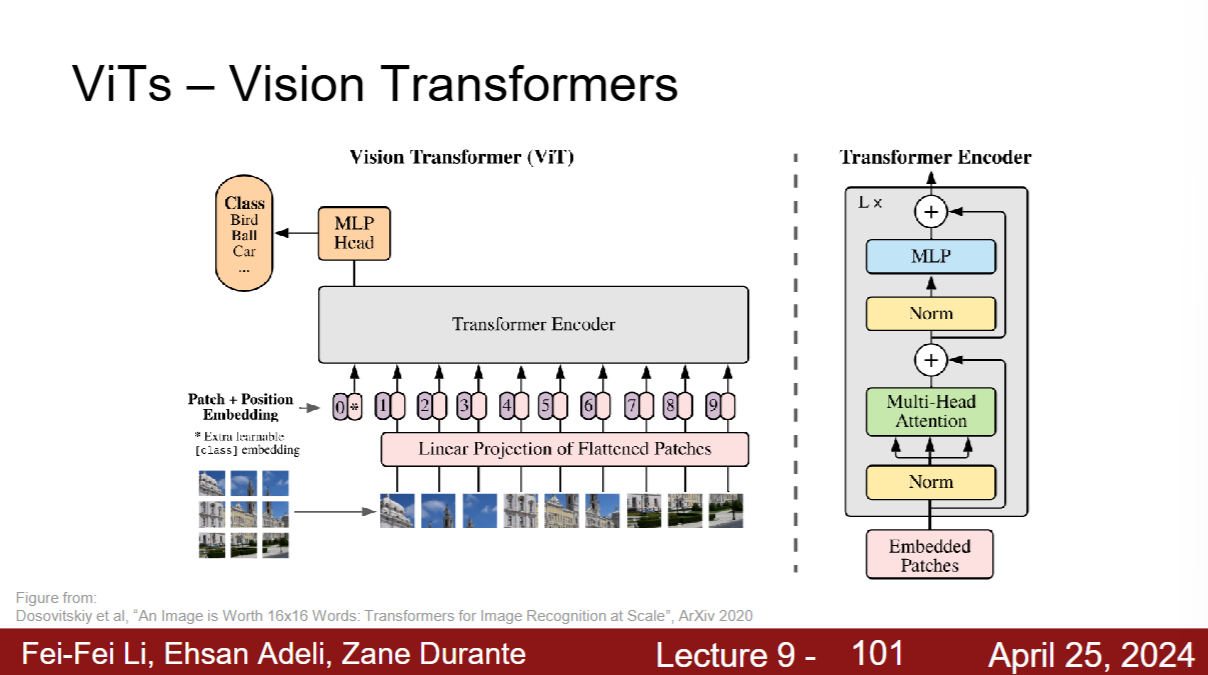 ViTs – Vision Transformers
Vision Transformer (ViT)
Class
Bird
Ball
Car
...
MLP
Head
Transformer Encoder
Patch + Position
Embedding
* Extra learnable
[class] embedding
0 *
1
2
3
4
5
6
7
8
9
Linear Projection of Flattened Patches
Transformer Encoder
L x
+
MLP
Norm
+
Multi-Head
Attention
Norm
Embedded
Patches
Figure from:
Dosovitskiy et al, “An Image is Worth 16x16 Words: Transformers for Image Recognition at Scale”, ArXiv 2020
Fei-Fei Li, Ehsan Adeli, Zane Durante
Lecture 9 - 101
April 25, 2024